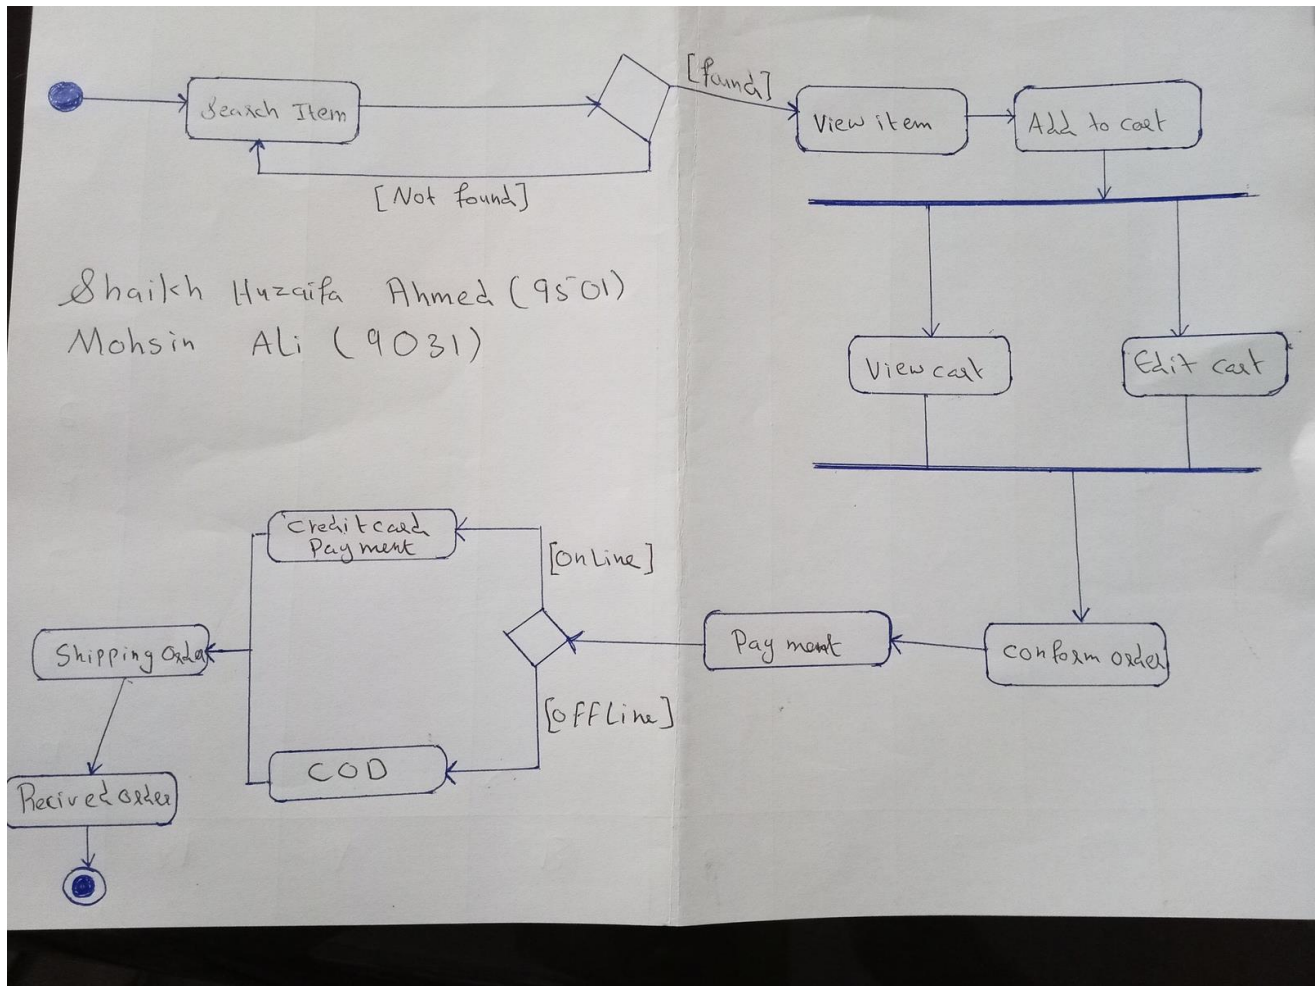 Search Item
[found]
View item
Add to cart
[Not found]
Shaikh Huzaifa Ahmed (9501)
Mohsin Ali (9031)
View cart
Edit cart
Credit card
Payment
[OnLine]
Shipping Order
Payment
Conform order
[OFFLine]
COD
Recived order